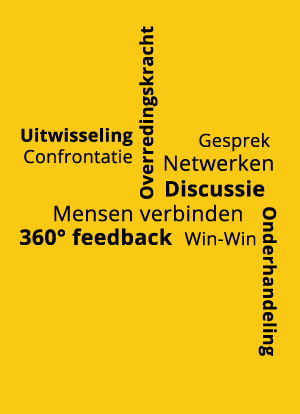 Overredingskracht
Uitwisseling
Gesprek
Confrontatie
Netwerken
Discussie
Mensen verbinden
360° feedback
Win-Win
Onderhandeling